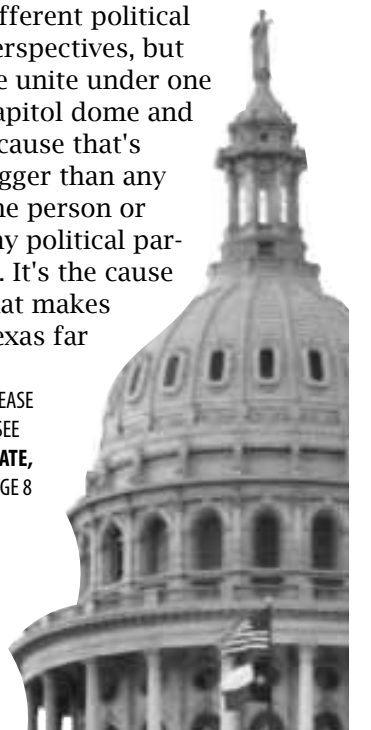 fferent political
erspectives, but
e unite under one
apitol dome and
cause that's
gger than any
ne person or
ny political par-
. It's the cause
at makes
exas far
EASE
SEE
ATE,
GE 8